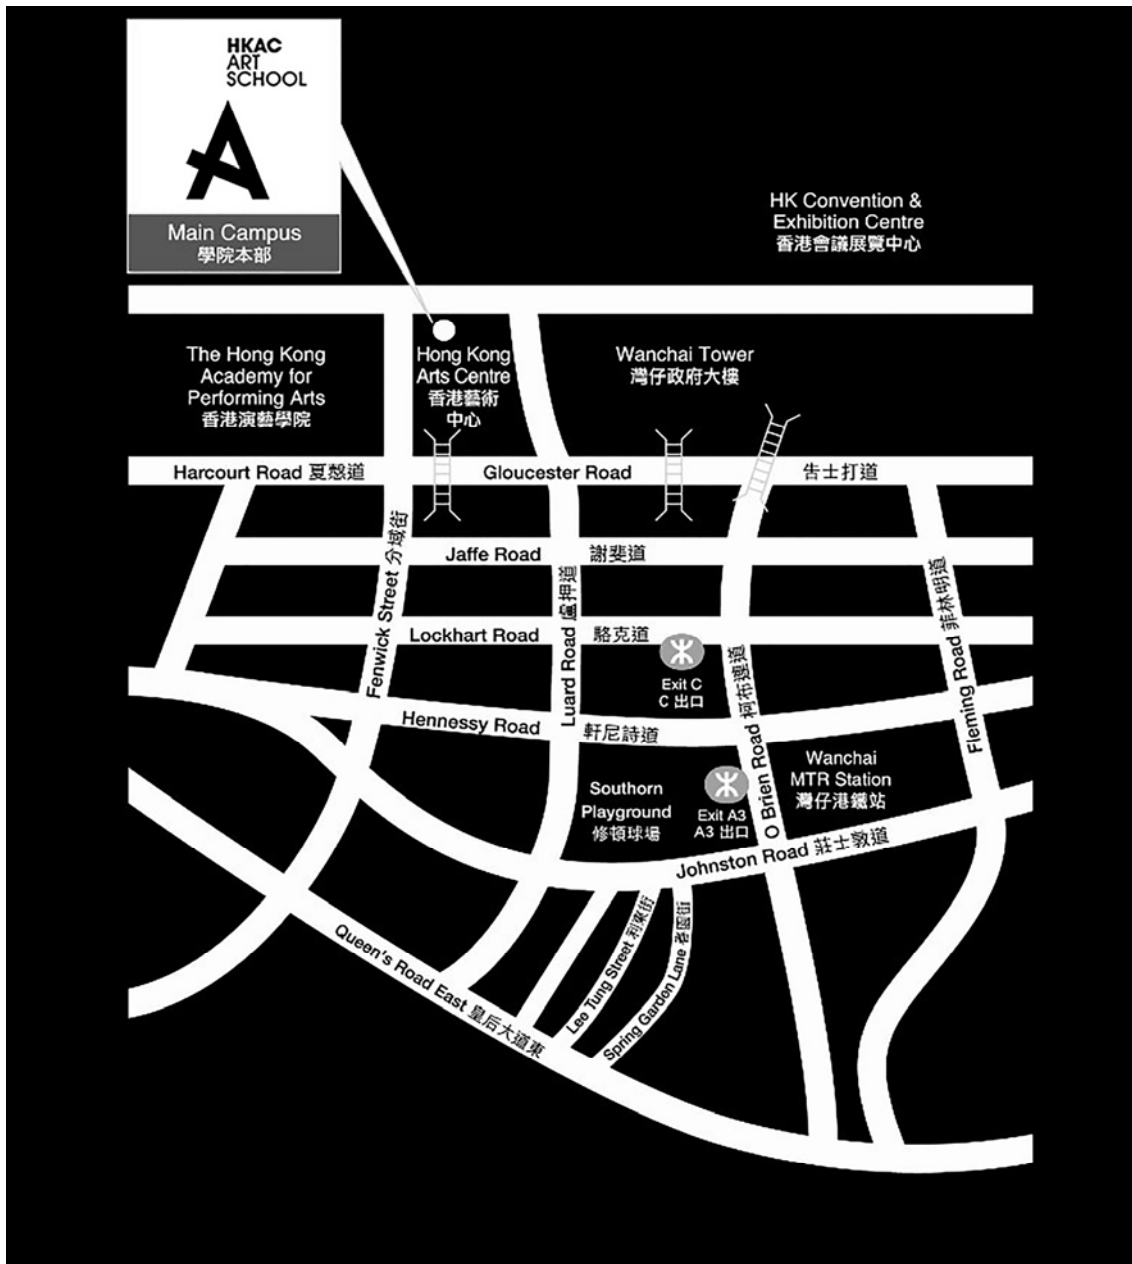 HKAC
ART
SCHOOL
Main Campus
學院本部
HK Convention &
Exhibition Centre
香港會議展覽中心
The Hong Kong
Academy for
Performing Arts
香港演藝學院
Hong Kong
Arts Centre
香港藝術
中心
Wanchai Tower
灣仔政府大樓
Harcourt Road 夏慤道
Gloucester Road
告士打道
Fenwick Street 分域街
Jaffe Road
謝斐道
Luard Road 盧押道
Lockhart Road
駱克道
Exit C
C 出口
O Brien Road 柯布連道
Fleming Road 菲林明道
Hennessy Road
軒尼詩道
Southorn
Playground
修頓球場
Exit A3
A3 出口
Wanchai
MTR Station
灣仔港鐵站
Johnston Road 莊士敦道
Queen's Road East 皇后大道東
Lee Tung Street 利東街
Spring Garden Lane 春園街